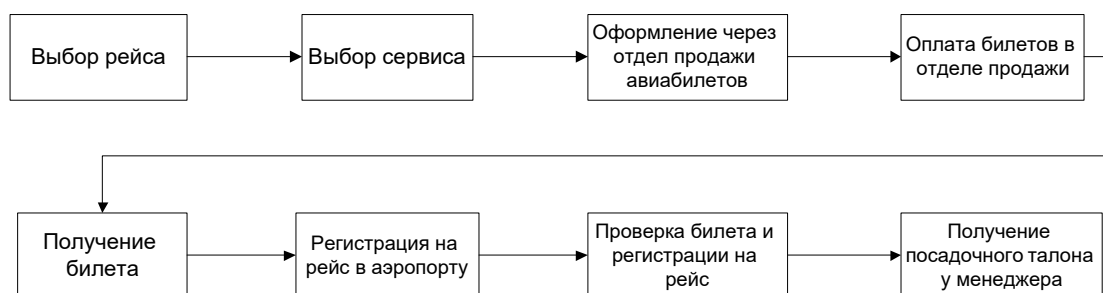 Выбор рейса
Выбор сервиса
Оформление через
отдел продажи
авиабилетов
Оплата билетов в
отделе продажи
Получение
билета
Регистрация на
рейс в аэропорту
Проверка билета и
регистрации на
рейс
Получение
посадочного талона
у менеджера